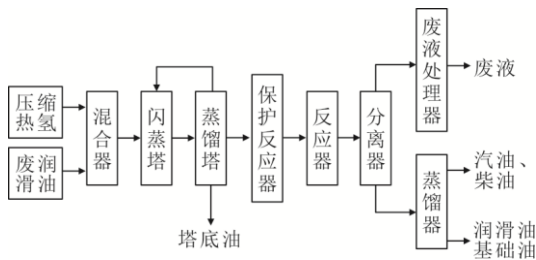 压缩
热氢
废润
滑油
混合器
闪蒸塔
蒸馏塔
塔底油
保护反应器
反应器
分离器
废液处理器
废液
蒸馏器
汽油、
柴油
润滑油
基础油